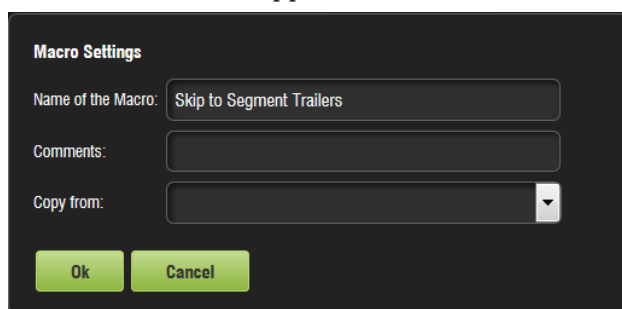 Macro Settings
Name of the Macro: Skip to Segment Trailers
Comments:
Copy from:
Ok Cancel